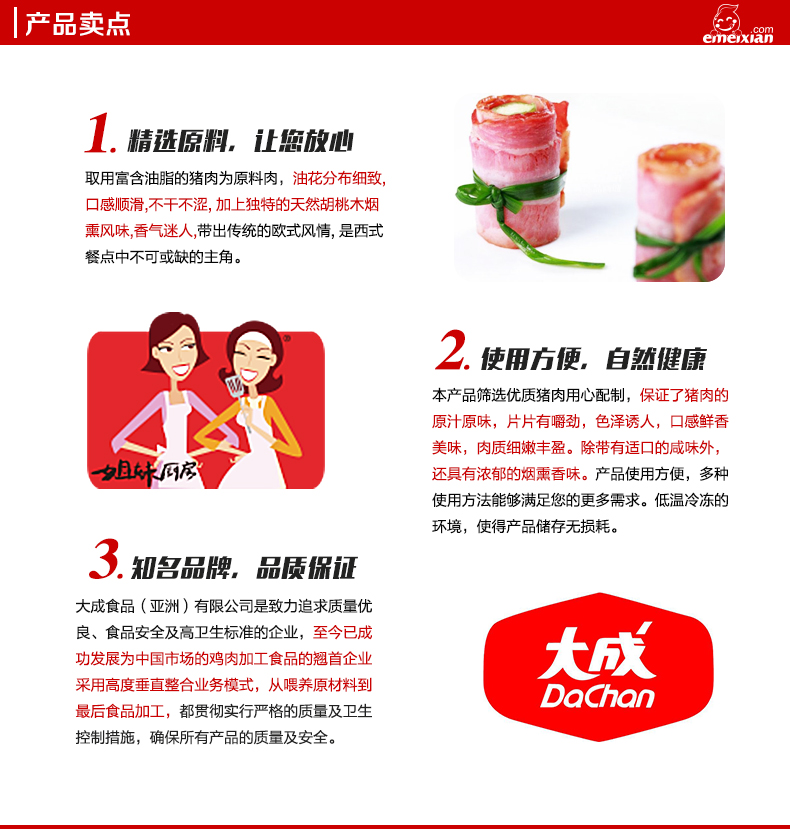 产品卖点
emeixian
.com
1. 精选原料，让您放心
取用富含油脂的猪肉为原料肉，油花分布细致,
口感顺滑,不干不涩, 加上独特的天然胡桃木烟
熏风味,香气迷人,带出传统的欧式风情, 是西式
餐点中不可或缺的主角。
®
姐妹厨房
2. 使用方便，自然健康
本产品筛选优质猪肉用心配制，保证了猪肉的
原汁原味，片片有嚼劲，色泽诱人，口感鲜香
美味，肉质细嫩丰盈。除带有适口的咸味外，
还具有浓郁的烟熏香味。产品使用方便，多种
使用方法能够满足您的更多需求。低温冷冻的
环境，使得产品储存无损耗。
3. 知名品牌，品质保证
大成食品（亚洲）有限公司是致力追求质量优
良、食品安全及高卫生标准的企业，至今已成
功发展为中国市场的鸡肉加工食品的翘首企业
采用高度垂直整合业务模式，从喂养原材料到
最后食品加工，都贯彻实行严格的质量及卫生
控制措施，确保所有产品的质量及安全。
大成
DaChan